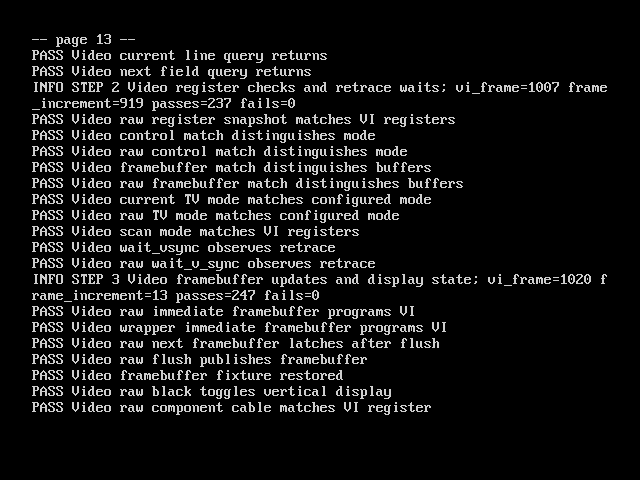 -- page 13 --
PASS Video current line query returns
PASS Video next field query returns
INFO STEP 2 Video register checks and retrace waits; vi_frame=1007 frame
_increment=919 passes=237 fails=0
PASS Video raw register snapshot matches VI registers
PASS Video control match distinguishes mode
PASS Video raw control match distinguishes mode
PASS Video framebuffer match distinguishes buffers
PASS Video raw framebuffer match distinguishes buffers
PASS Video current TV mode matches configured mode
PASS Video raw TV mode matches configured mode
PASS Video scan mode matches VI registers
PASS Video wait_vsync observes retrace
PASS Video raw wait_v_sync observes retrace
INFO STEP 3 Video framebuffer updates and display state; vi_frame=1020 f
rame_increment=13 passes=247 fails=0
PASS Video raw immediate framebuffer programs VI
PASS Video wrapper immediate framebuffer programs VI
PASS Video raw next framebuffer latches after flush
PASS Video raw flush publishes framebuffer
PASS Video framebuffer fixture restored
PASS Video raw black toggles vertical display
PASS Video raw component cable matches VI register